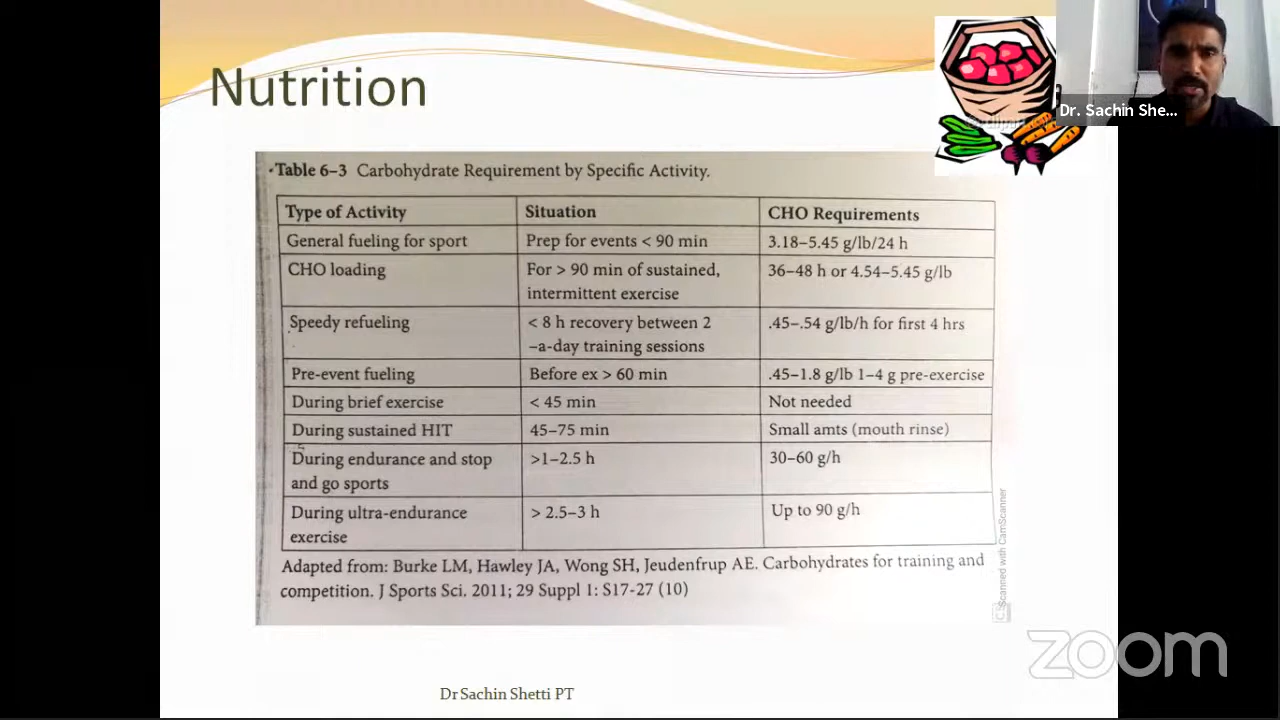 Nutrition
Dr. Sachin She...
Table 6–3 Carbohydrate Requirement by Specific Activity.
Type of Activity Situation CHO Requirements
General fueling for sport Prep for events < 90 min 3.18–5.45 g/lb/24 h
CHO loading For > 90 min of sustained, 36–48 h or 4.54–5.45 g/lb
intermittent exercise
Speedy refueling < 8 h recovery between 2 .45–.54 g/lb/h for first 4 hrs
–a-day training sessions
Pre-event fueling Before ex > 60 min .45–1.8 g/lb 1–4 g pre-exercise
During brief exercise < 45 min Not needed
During sustained HIT 45–75 min Small amts (mouth rinse)
During endurance and stop >1–2.5 h 30–60 g/h
and go sports
During ultra-endurance > 2.5–3 h Up to 90 g/h
exercise
Adapted from: Burke LM, Hawley JA, Wong SH, Jeudenfrup AE. Carbohydrates for training and
competition. J Sports Sci. 2011; 29 Suppl 1: S17-27 (10)
CS Scanned with CamScanner
zoom
Dr Sachin Shetti PT